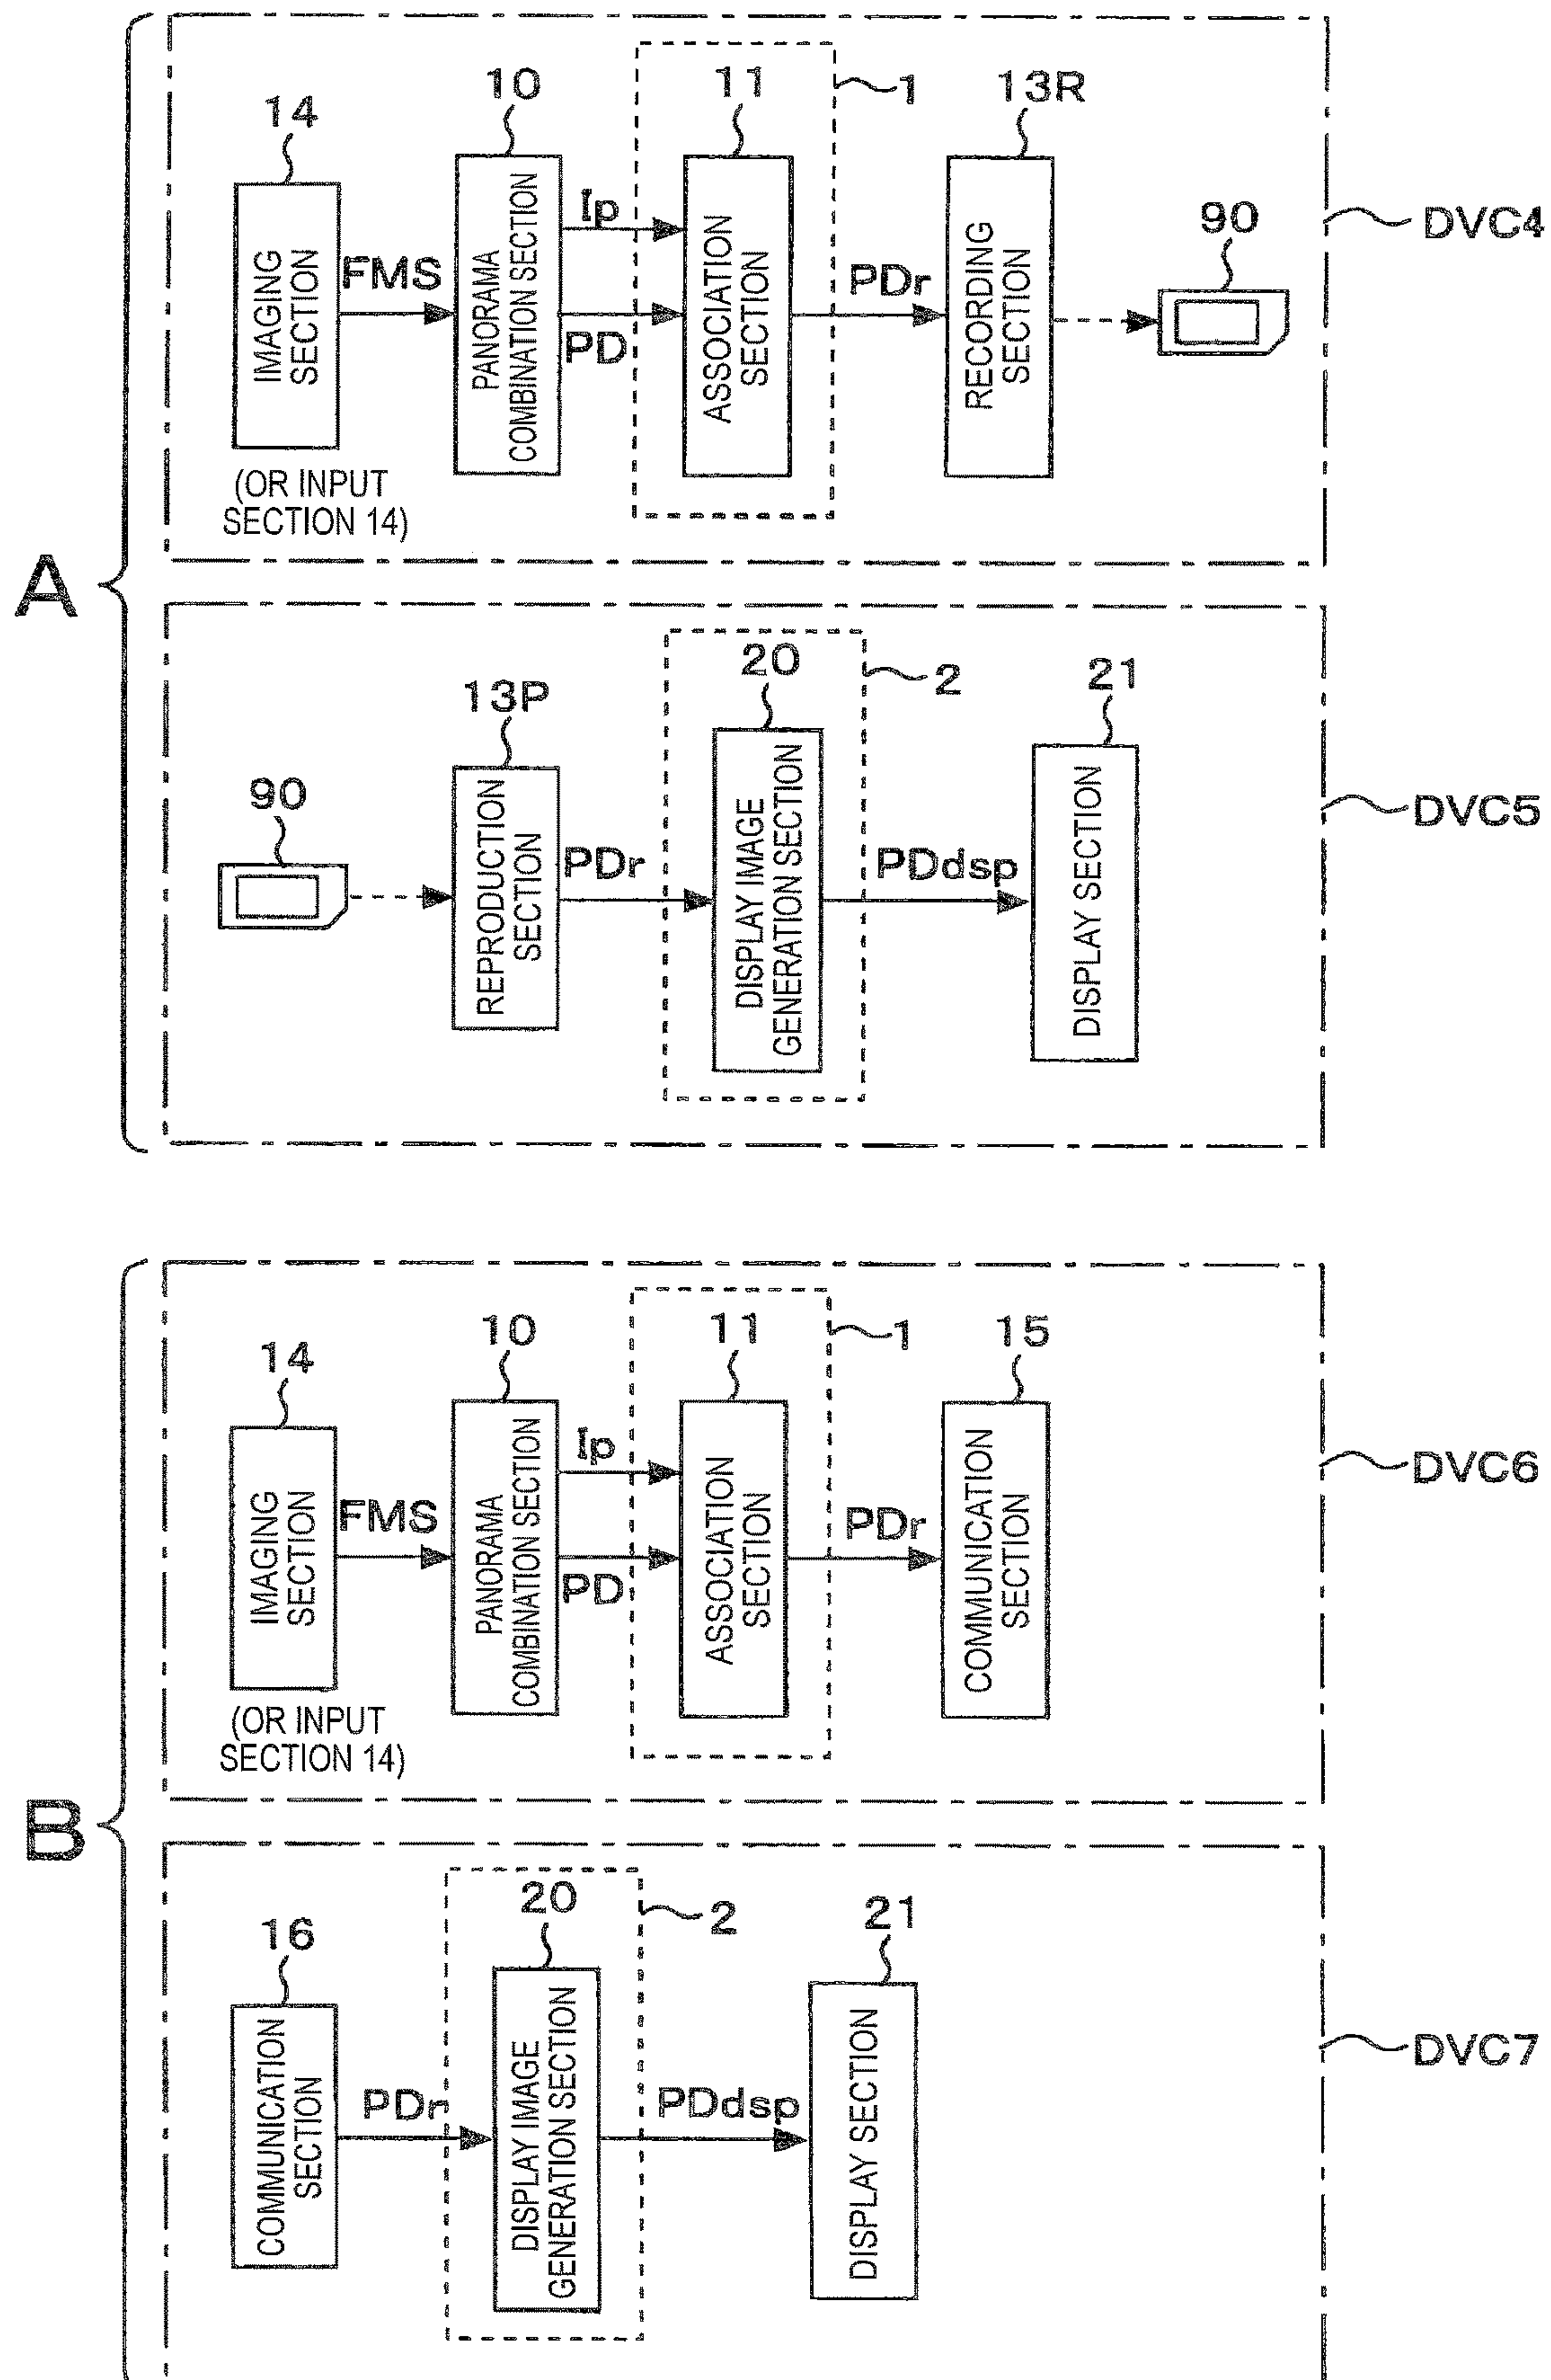 A
14
IMAGING
SECTION
(OR INPUT
SECTION 14)
FMS
10
PANORAMA
COMBINATION SECTION
Ip
PD
11
1
ASSOCIATION
SECTION
PDr
13R
RECORDING
SECTION
90
DVC4
90
13P
REPRODUCTION
SECTION
PDr
20
2
DISPLAY IMAGE
GENERATION SECTION
PDdsp
21
DISPLAY SECTION
DVC5
B
14
IMAGING
SECTION
(OR INPUT
SECTION 14)
FMS
10
PANORAMA
COMBINATION SECTION
Ip
PD
11
1
ASSOCIATION
SECTION
PDr
15
COMMUNICATION
SECTION
DVC6
16
COMMUNICATION
SECTION
PDr
20
2
DISPLAY IMAGE
GENERATION SECTION
PDdsp
21
DISPLAY SECTION
DVC7